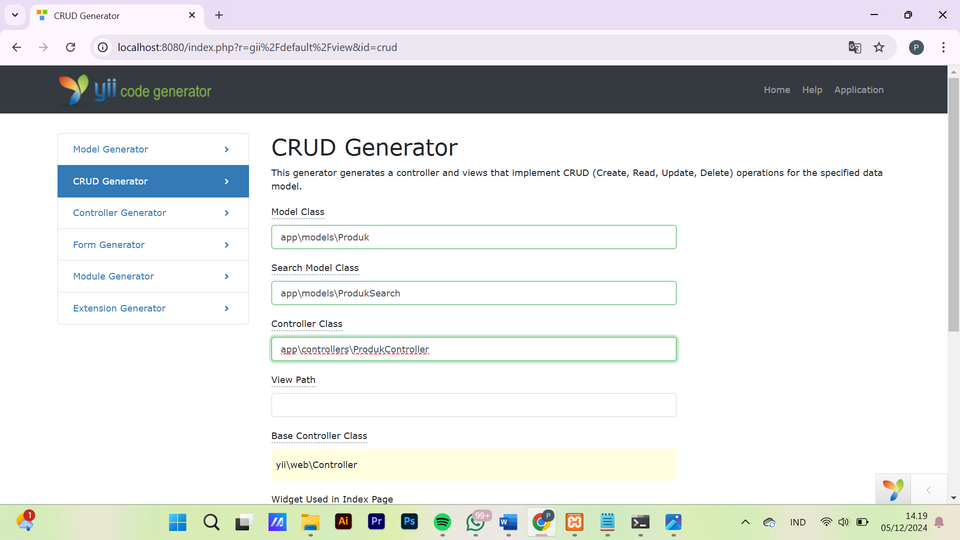 CRUD Generator
localhost:8080/index.php?r=gii%2Fdefault%2Fview&id=crud
P
yii code generator
Home Help Application
Model Generator
CRUD Generator
Controller Generator
Form Generator
Module Generator
Extension Generator
CRUD Generator
This generator generates a controller and views that implement CRUD (Create, Read, Update, Delete) operations for the specified data
model.
Model Class
app\models\Produk
Search Model Class
app\models\ProdukSearch
Controller Class
app\controllers\ProdukController
View Path
Base Controller Class
yii\web\Controller
Widget Used in Index Page
1
Ai
Pr
Ps
99+
W
P
IND
14.19
05/12/2024